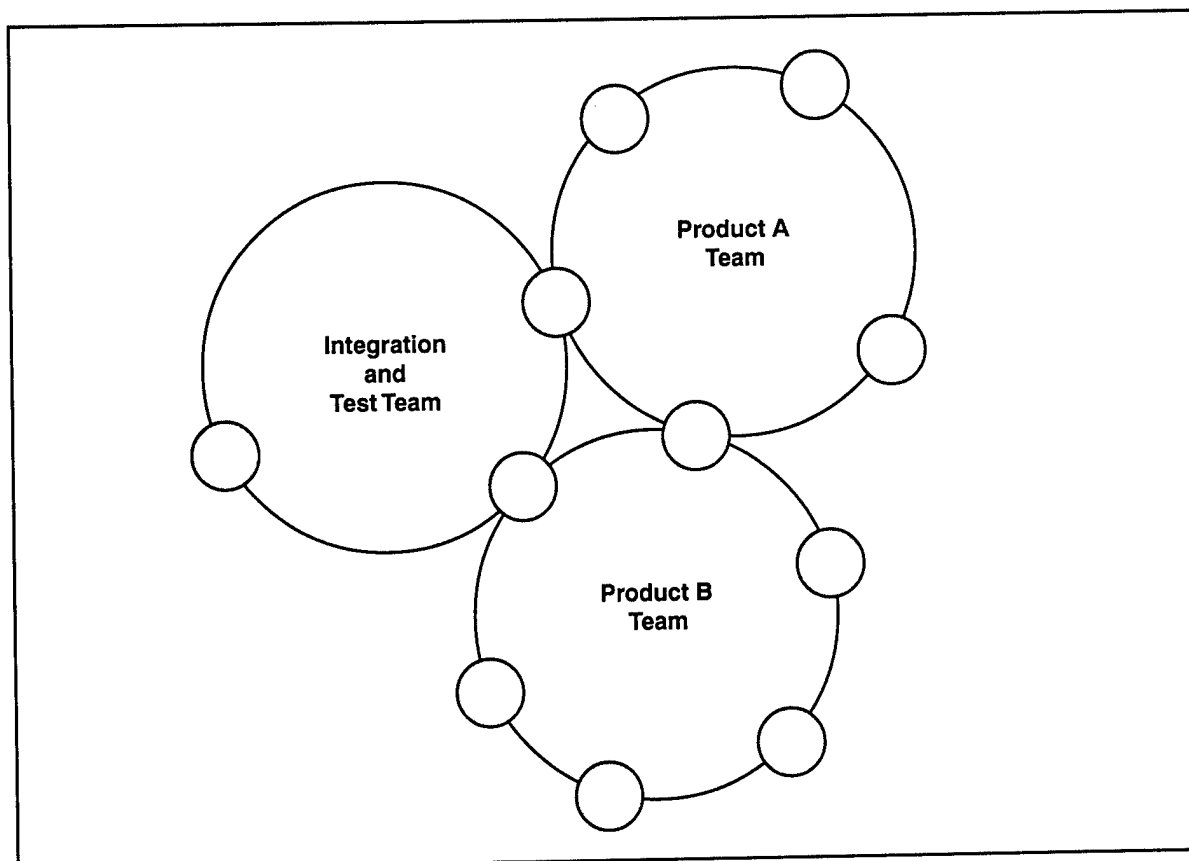 Product A
Team
Integration
and
Test Team
Product B
Team